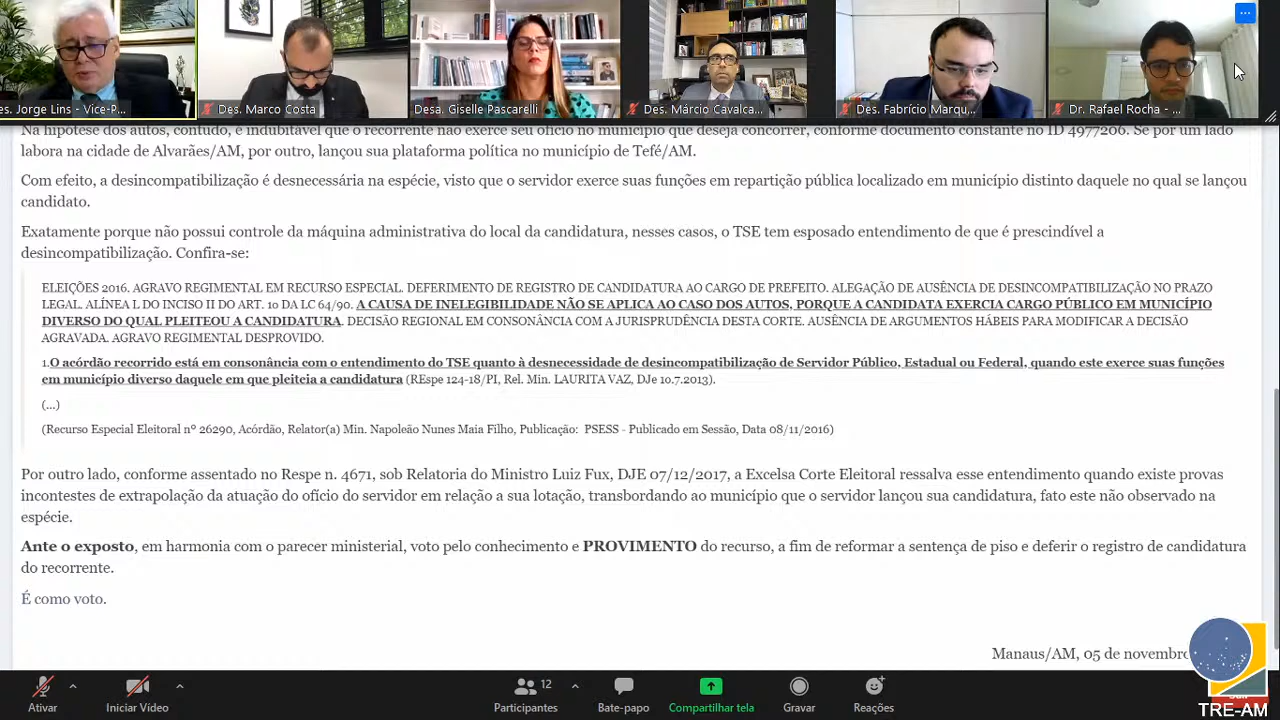 es. Jorge Lins - Vice-P...
Des. Marco Costa
Desa. Giselle Pascarelli
Des. Márcio Cavalca...
Des. Fabrício Marqu...
Dr. Rafael Rocha - ...
Na hipótese dos autos, contudo, é indubitável que o recorrente não exerce seu ofício no município que deseja concorrer, conforme documento constante no ID 4977206. Se por um lado
labora na cidade de Alvarães/AM, por outro, lançou sua plataforma política no município de Tefé/AM.
Com efeito, a desincompatibilização é desnecessária na espécie, visto que o servidor exerce suas funções em repartição pública localizado em município distinto daquele no qual se lançou
candidato.
Exatamente porque não possui controle da máquina administrativa do local da candidatura, nesses casos, o TSE tem esposado entendimento de que é prescindível a
desincompatibilização. Confira-se:
ELEIÇÕES 2016. AGRAVO REGIMENTAL EM RECURSO ESPECIAL. DEFERIMENTO DE REGISTRO DE CANDIDATURA AO CARGO DE PREFEITO. ALEGAÇÃO DE AUSÊNCIA DE DESINCOMPATIBILIZAÇÃO NO PRAZO
LEGAL. ALÍNEA L DO INCISO II DO ART. 1o DA LC 64/90. A CAUSA DE INELEGIBILIDADE NÃO SE APLICA AO CASO DOS AUTOS, PORQUE A CANDIDATA EXERCIA CARGO PÚBLICO EM MUNICÍPIO
DIVERSO DO QUAL PLEITEOU A CANDIDATURA. DECISÃO REGIONAL EM CONSONÂNCIA COM A JURISPRUDÊNCIA DESTA CORTE. AUSÊNCIA DE ARGUMENTOS HÁBEIS PARA MODIFICAR A DECISÃO
AGRAVADA. AGRAVO REGIMENTAL DESPROVIDO.
1.O acórdão recorrido está em consonância com o entendimento do TSE quanto à desnecessidade de desincompatibilização de Servidor Público, Estadual ou Federal, quando este exerce suas funções
em município diverso daquele em que pleiteia a candidatura (REspe 124-18/PI, Rel. Min. LAURITA VAZ, DJe 10.7.2013).
(...)
(Recurso Especial Eleitoral nº 26290, Acórdão, Relator(a) Min. Napoleão Nunes Maia Filho, Publicação:  PSESS - Publicado em Sessão, Data 08/11/2016)
Por outro lado, conforme assentado no Respe n. 4671, sob Relatoria do Ministro Luiz Fux, DJE 07/12/2017, a Excelsa Corte Eleitoral ressalva esse entendimento quando existe provas
incontestes de extrapolação da atuação do ofício do servidor em relação a sua lotação, transbordando ao município que o servidor lançou sua candidatura, fato este não observado na
espécie.
Ante o exposto, em harmonia com o parecer ministerial, voto pelo conhecimento e PROVIMENTO do recurso, a fim de reformar a sentença de piso e deferir o registro de candidatura
do recorrente.
É como voto.
Manaus/AM, 05 de novembro
Ativar
Iniciar Vídeo
12
Participantes
Bate-papo
Compartilhar tela
Gravar
Reações
TRE-AM